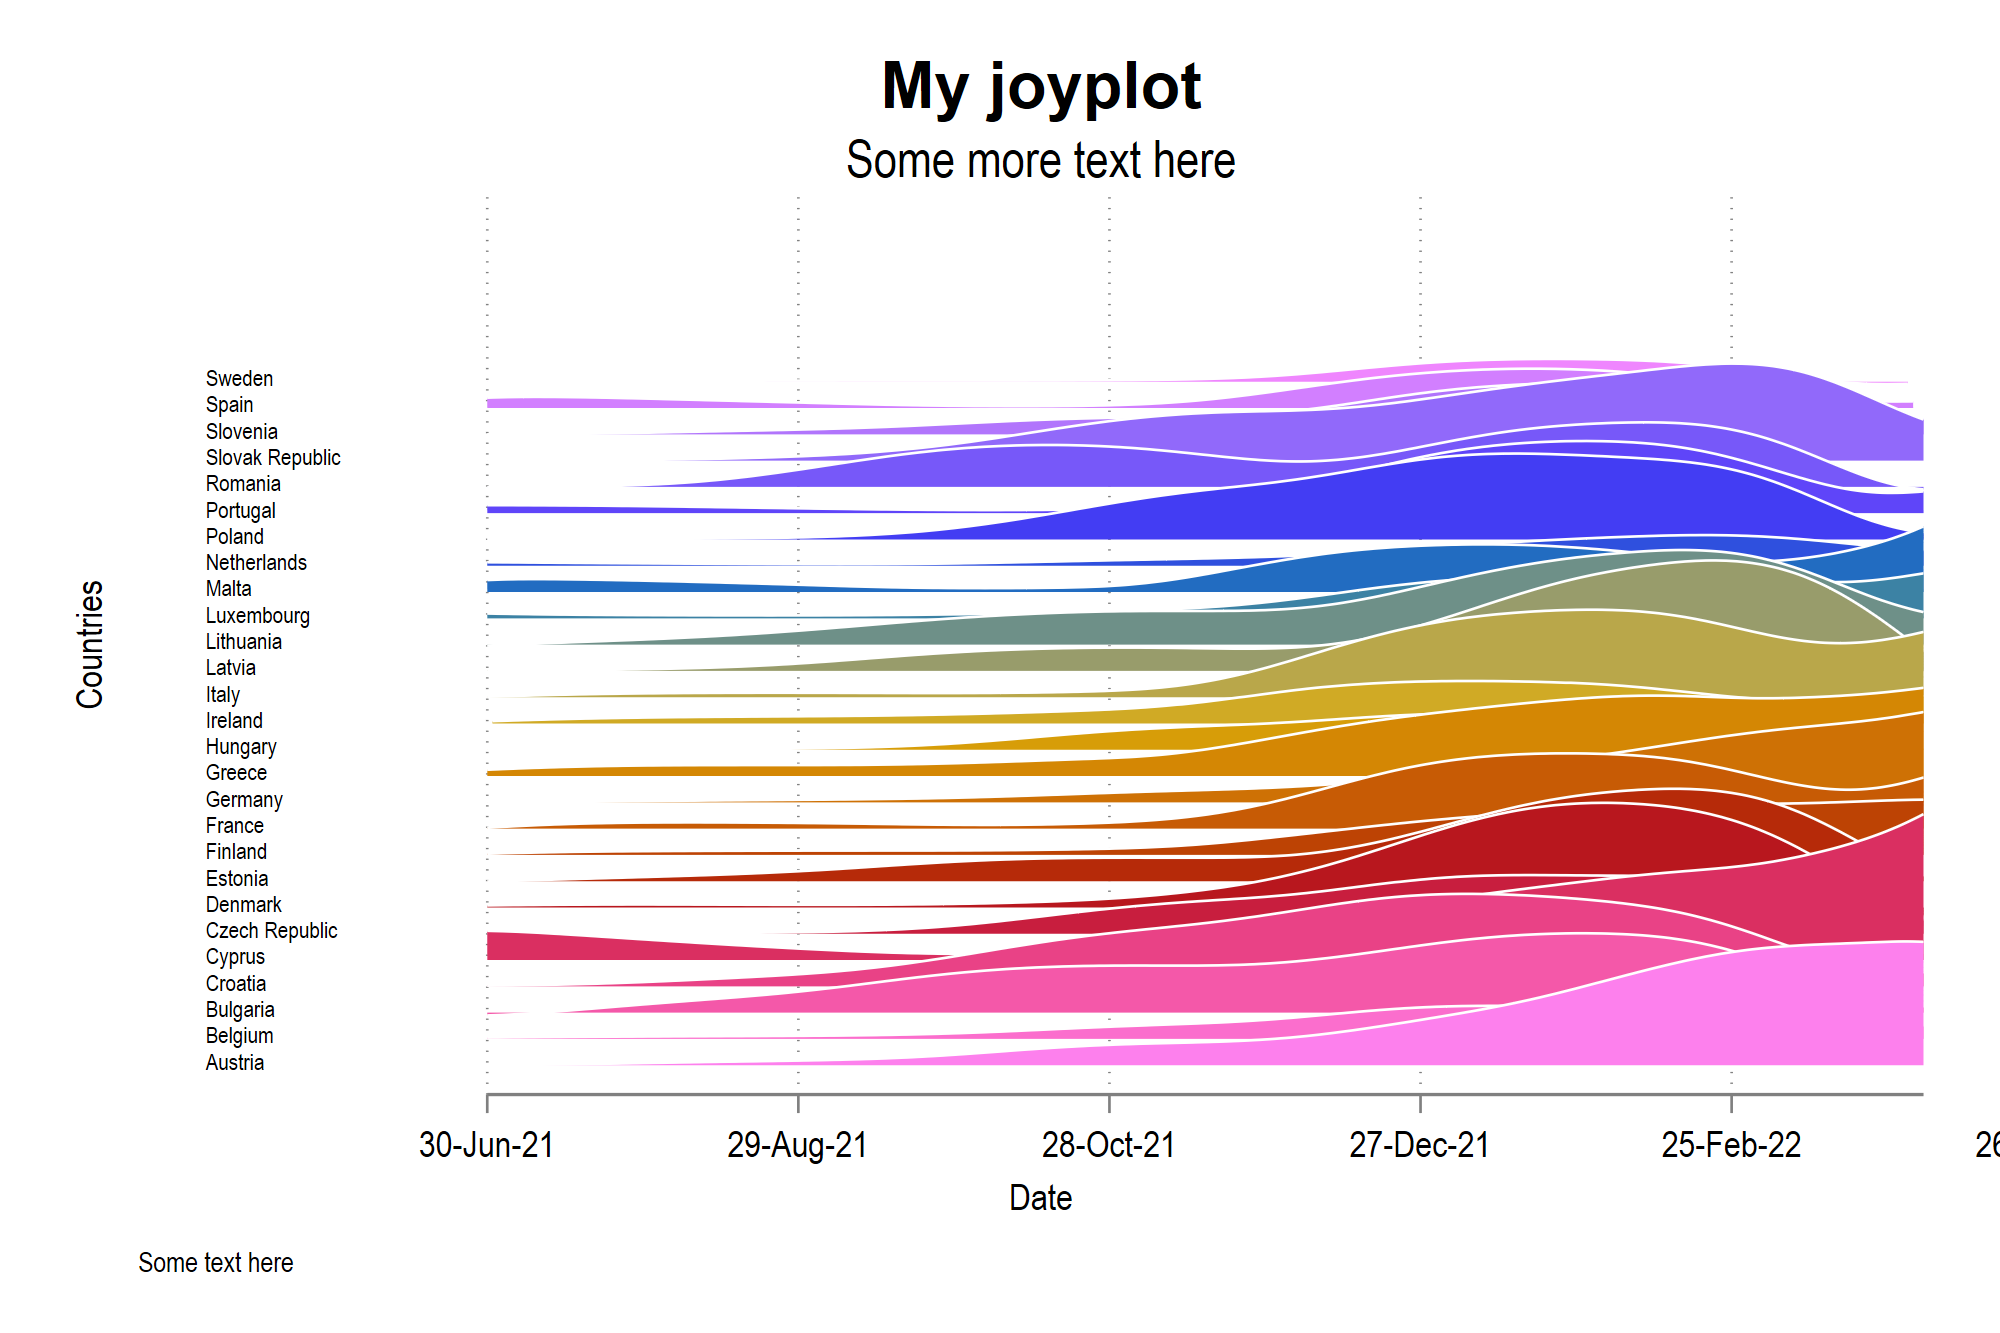 My joyplot
Some more text here
Countries
Sweden
Spain
Slovenia
Slovak Republic
Romania
Portugal
Poland
Netherlands
Malta
Luxembourg
Lithuania
Latvia
Italy
Ireland
Hungary
Greece
Germany
France
Finland
Estonia
Denmark
Czech Republic
Cyprus
Croatia
Bulgaria
Belgium
Austria
30-Jun-21 29-Aug-21 28-Oct-21 27-Dec-21 25-Feb-22
Date
Some text here